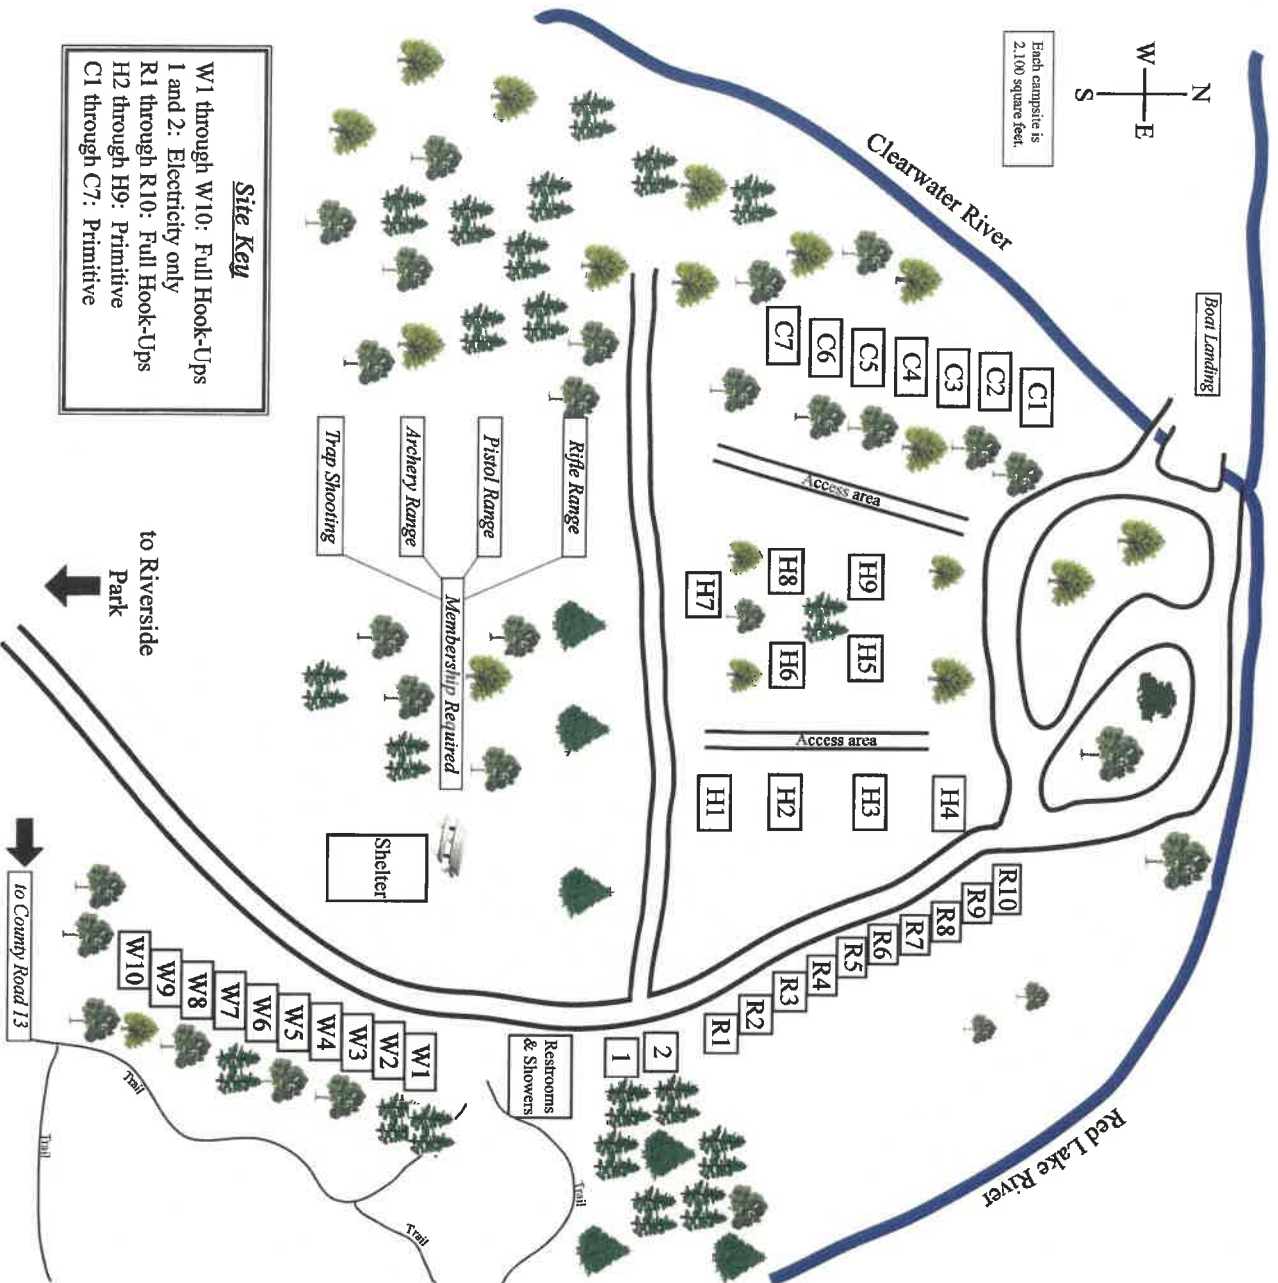 N
W
E
S
Each campsite is
2,100 square feet.
Boat Landing
Clearwater River
C1
C2
C3
C4
C5
C6
C7
Access area
H9
H8
H7
H5
H6
Access area
H4
H3
H2
H1
R10
R9
R8
R7
R6
R5
R4
R3
R2
R1
Red Lake River
Rifle Range
Pistol Range
Archery Range
Trap Shooting
Membership Required
Shelter
2
1
Restrooms
& Showers
W1
W2
W3
W4
W5
W6
W7
W8
W9
W10
Trail
Trail
Trail
Trail
to Riverside
Park
to County Road 13
Site Key
W1 through W10: Full Hook-Ups
1 and 2: Electricity only
R1 through R10: Full Hook-Ups
H2 through H9: Primitive
C1 through C7: Primitive